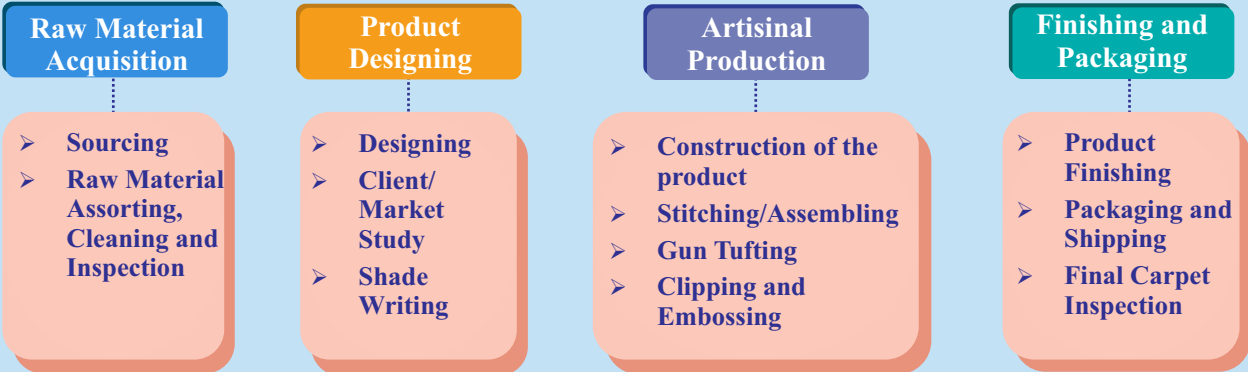 Raw Material
Acquisition
➢ Sourcing
➢ Raw Material
Assorting,
Cleaning and
Inspection
Product
Designing
➢ Designing
➢ Client/
Market
Study
➢ Shade
Writing
Artisinal
Production
➢ Construction of the
product
➢ Stitching/Assembling
➢ Gun Tufting
➢ Clipping and
Embossing
Finishing and
Packaging
➢ Product
Finishing
➢ Packaging and
Shipping
➢ Final Carpet
Inspection